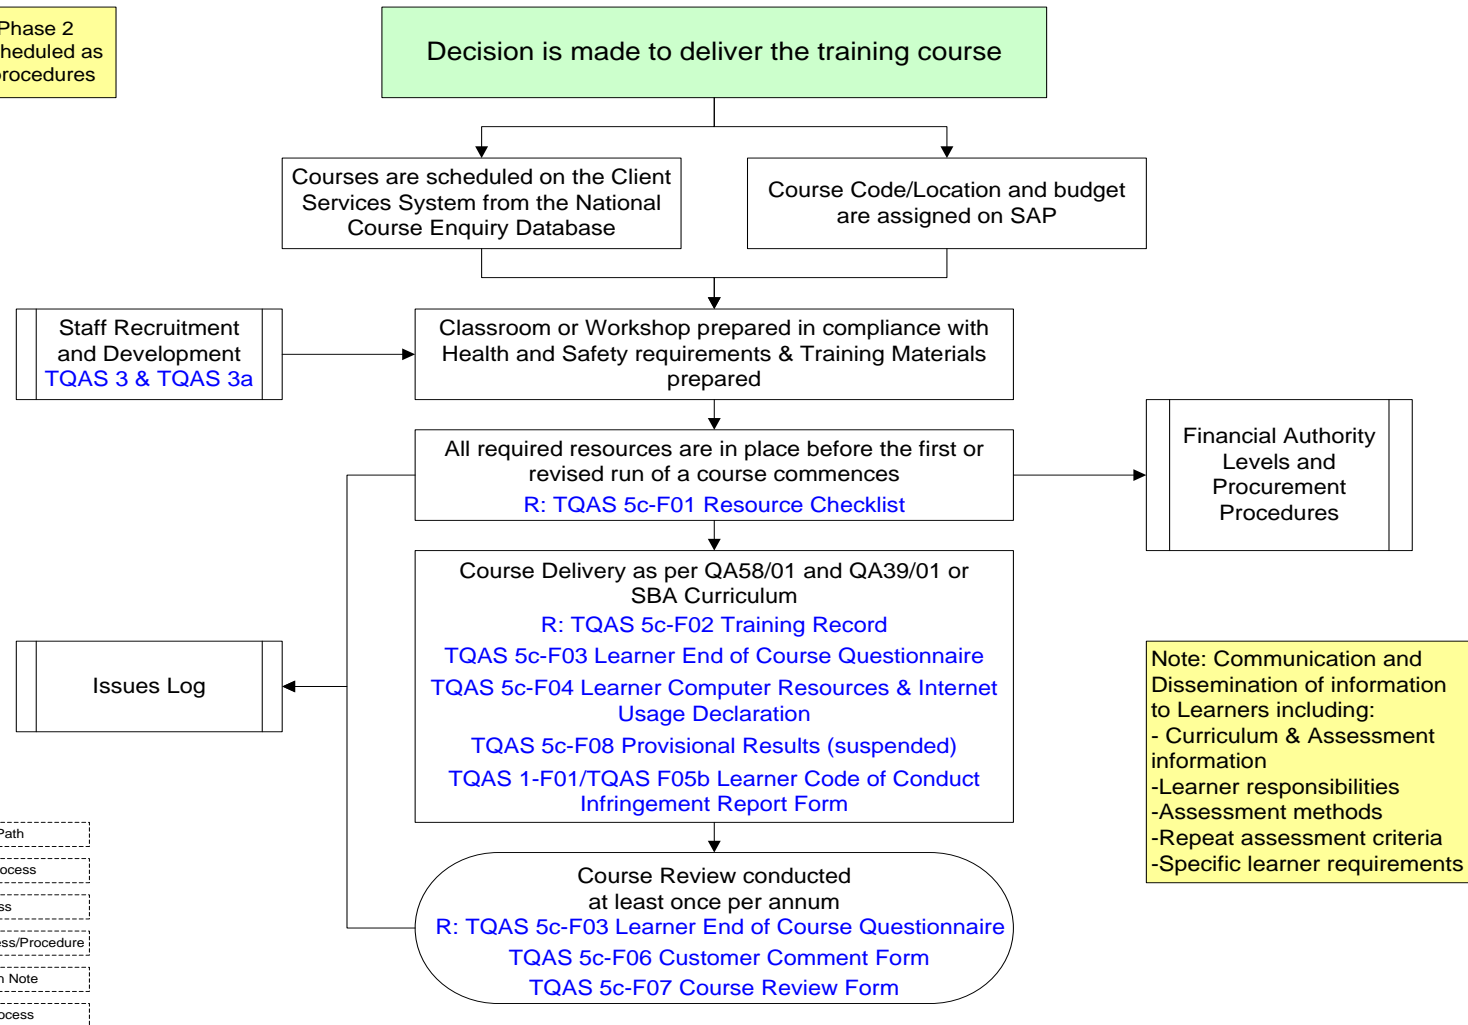 Phase 2
heduled as
rocedures
Decision is made to deliver the training course
Courses are scheduled on the Client
Services System from the National
Course Enquiry Database
Course Code/Location and budget
are assigned on SAP
Staff Recruitment
and Development
TQAS 3 & TQAS 3a
Classroom or Workshop prepared in compliance with
Health and Safety requirements & Training Materials
prepared
All required resources are in place before the first or
revised run of a course commences
R: TQAS 5c-F01 Resource Checklist
Financial Authority
Levels and
Procurement
Procedures
Course Delivery as per QA58/01 and QA39/01 or
SBA Curriculum
R: TQAS 5c-F02 Training Record
TQAS 5c-F03 Learner End of Course Questionnaire
TQAS 5c-F04 Learner Computer Resources & Internet
Usage Declaration
TQAS 5c-F08 Provisional Results (suspended)
TQAS 1-F01/TQAS F05b Learner Code of Conduct
Infringement Report Form
Issues Log
Note: Communication and
Dissemination of information
to Learners including:
- Curriculum & Assessment
information
-Learner responsibilities
-Assessment methods
-Repeat assessment criteria
-Specific learner requirements
Course Review conducted
at least once per annum
R: TQAS 5c-F03 Learner End of Course Questionnaire
TQAS 5c-F06 Customer Comment Form
TQAS 5c-F07 Course Review Form
Path
ocess
ss
ess/Procedure
n Note
ocess